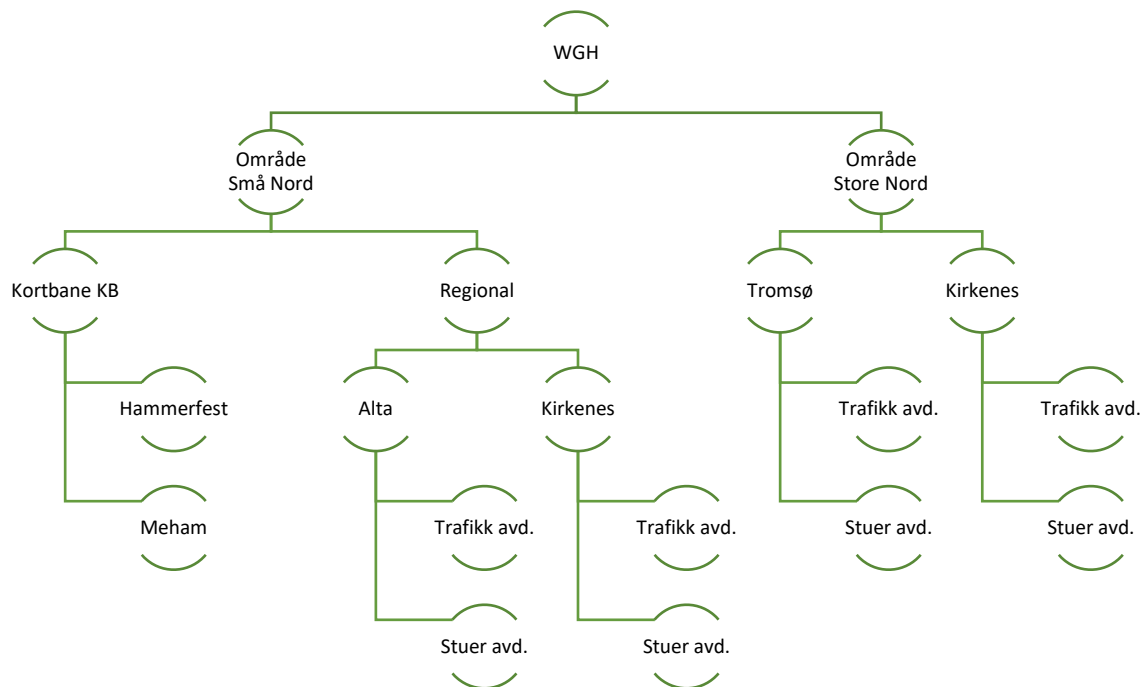 WGH
Område
Små Nord
Område
Store Nord
Kortbane KB
Regional
Tromsø
Kirkenes
Hammerfest
Alta
Kirkenes
Trafikk avd.
Trafikk avd.
Meham
Trafikk avd.
Trafikk avd.
Stuer avd.
Stuer avd.
Stuer avd.
Stuer avd.